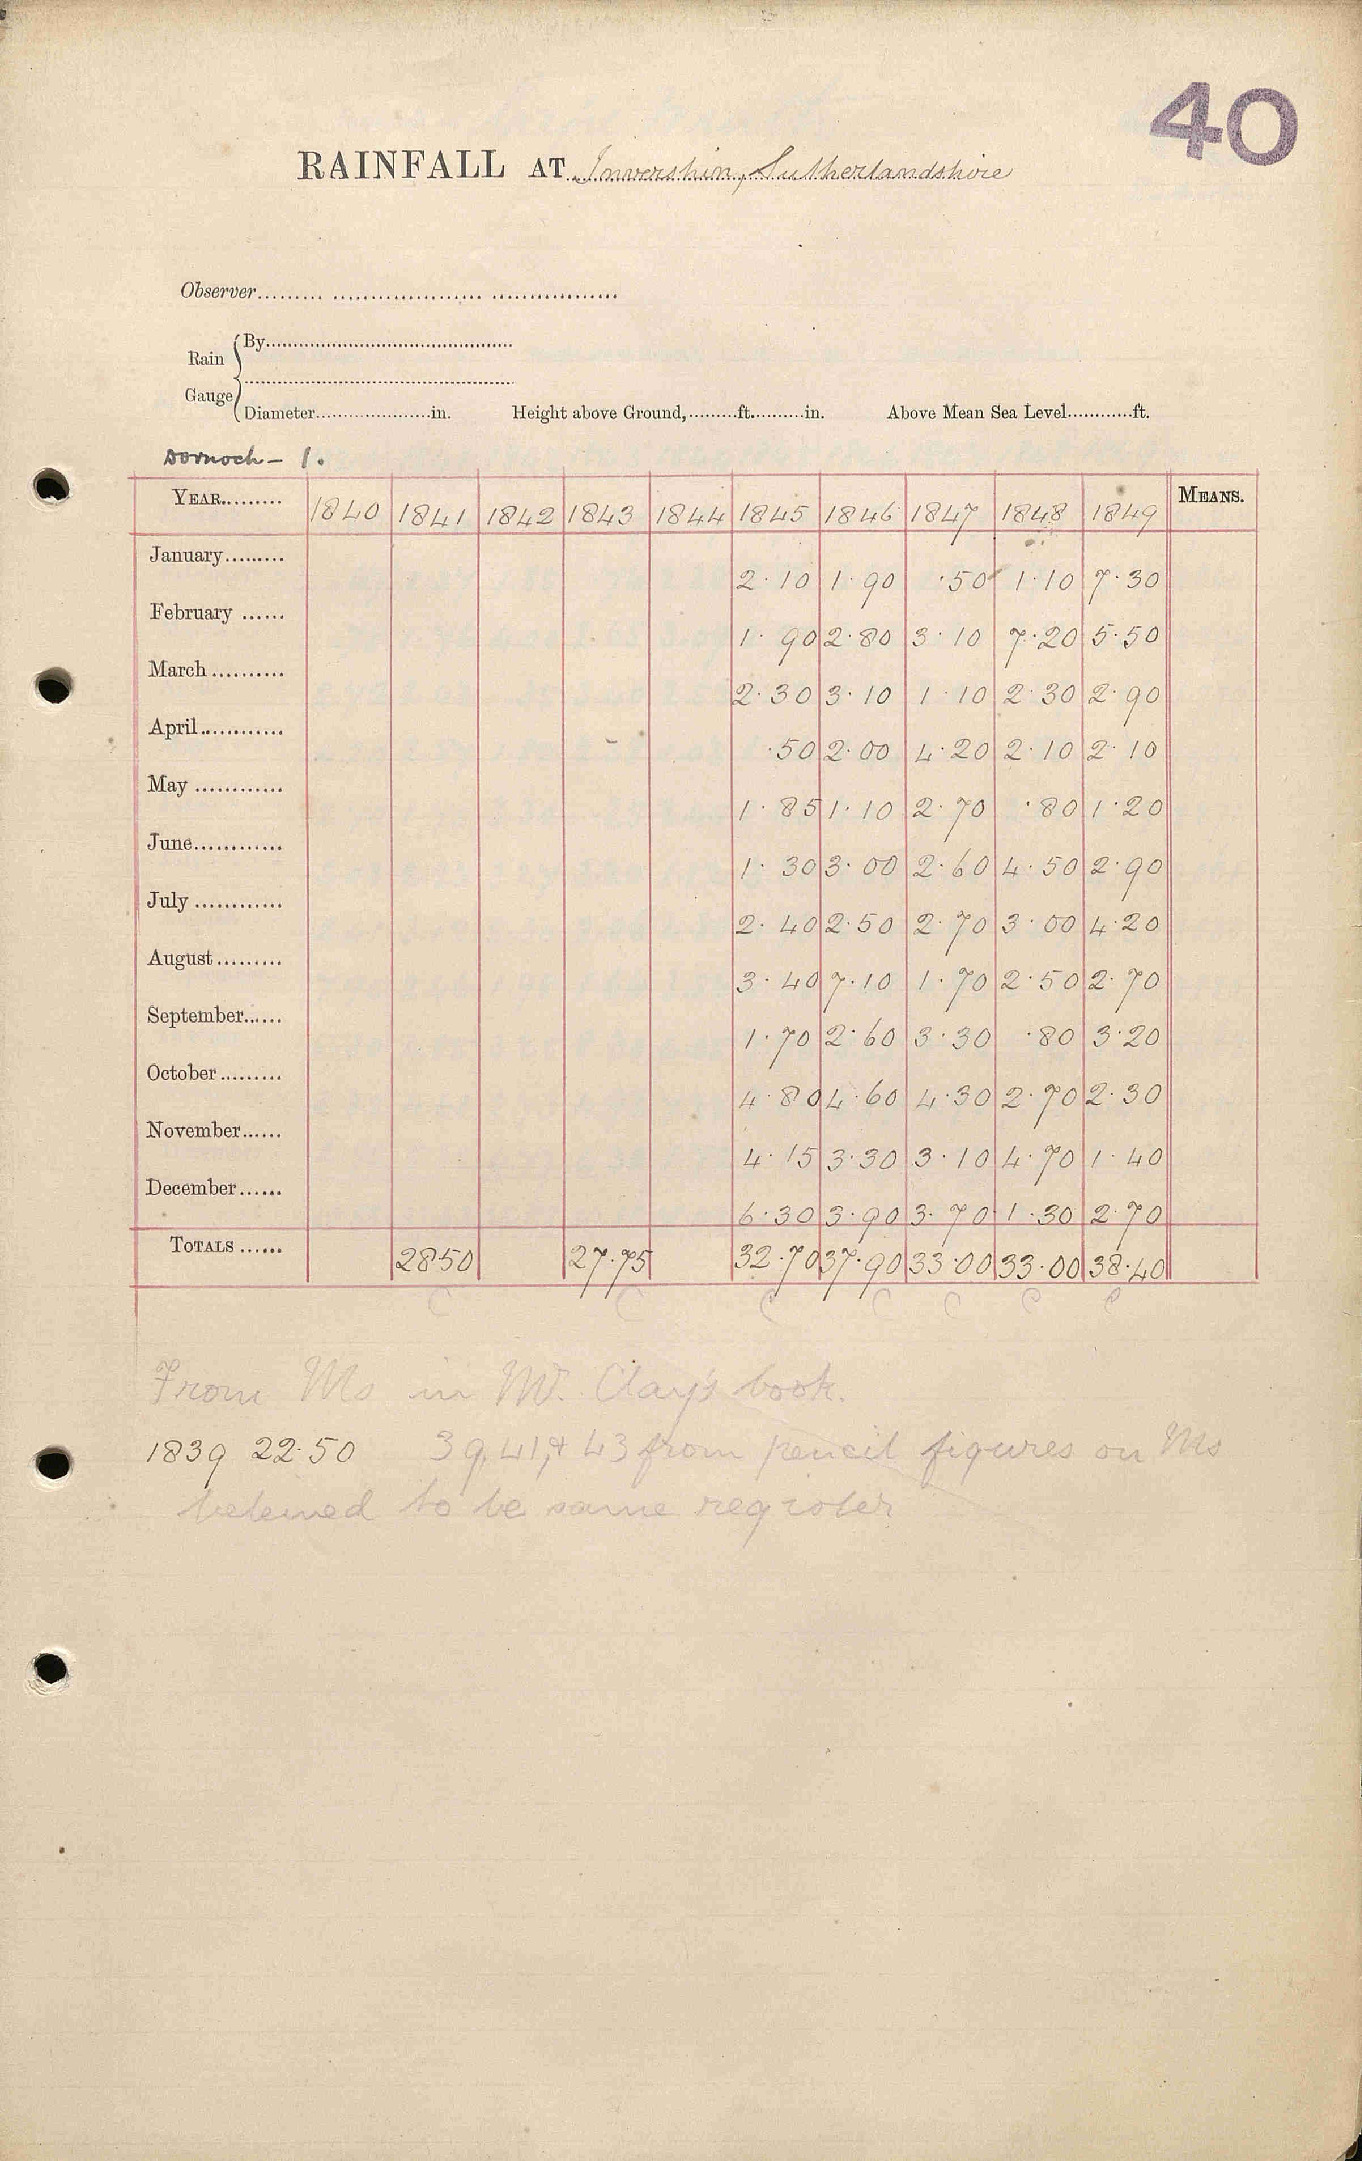 40
RAINFALL AT Invershin, Sutherlandshire
Observer
Rain Gauge { By
Diameter in. Height above Ground, ft. in. Above Mean Sea Level ft.
Dornoch - 1.
YEAR 1840 1841 1842 1843 1844 1845 1846 1847 1848 1849 MEANS.
January 2.10 1.90 .50 1.10 7.30
February 1.90 2.80 3.10 7.20 5.50
March 2.30 3.10 1.10 2.30 2.90
April .50 2.00 4.20 2.10 2.10
May 1.85 1.10 2.70 .80 1.20
June 1.30 3.00 2.60 4.50 2.90
July 2.40 2.50 2.70 3.00 4.20
August 3.40 7.10 1.70 2.50 2.70
September 1.70 2.60 3.30 .80 3.20
October 4.80 4.60 4.30 2.70 2.30
November 4.15 3.30 3.10 4.70 1.40
December 6.30 3.90 3.70 1.30 2.70
TOTALS 28.50 27.75 32.70 37.90 33.00 33.00 38.40
C C C C C C C
From Ms in Mr. Clay's book.
1839 22.50 39, 41, & 43 from pencil figures on Ms
beleived to be same register